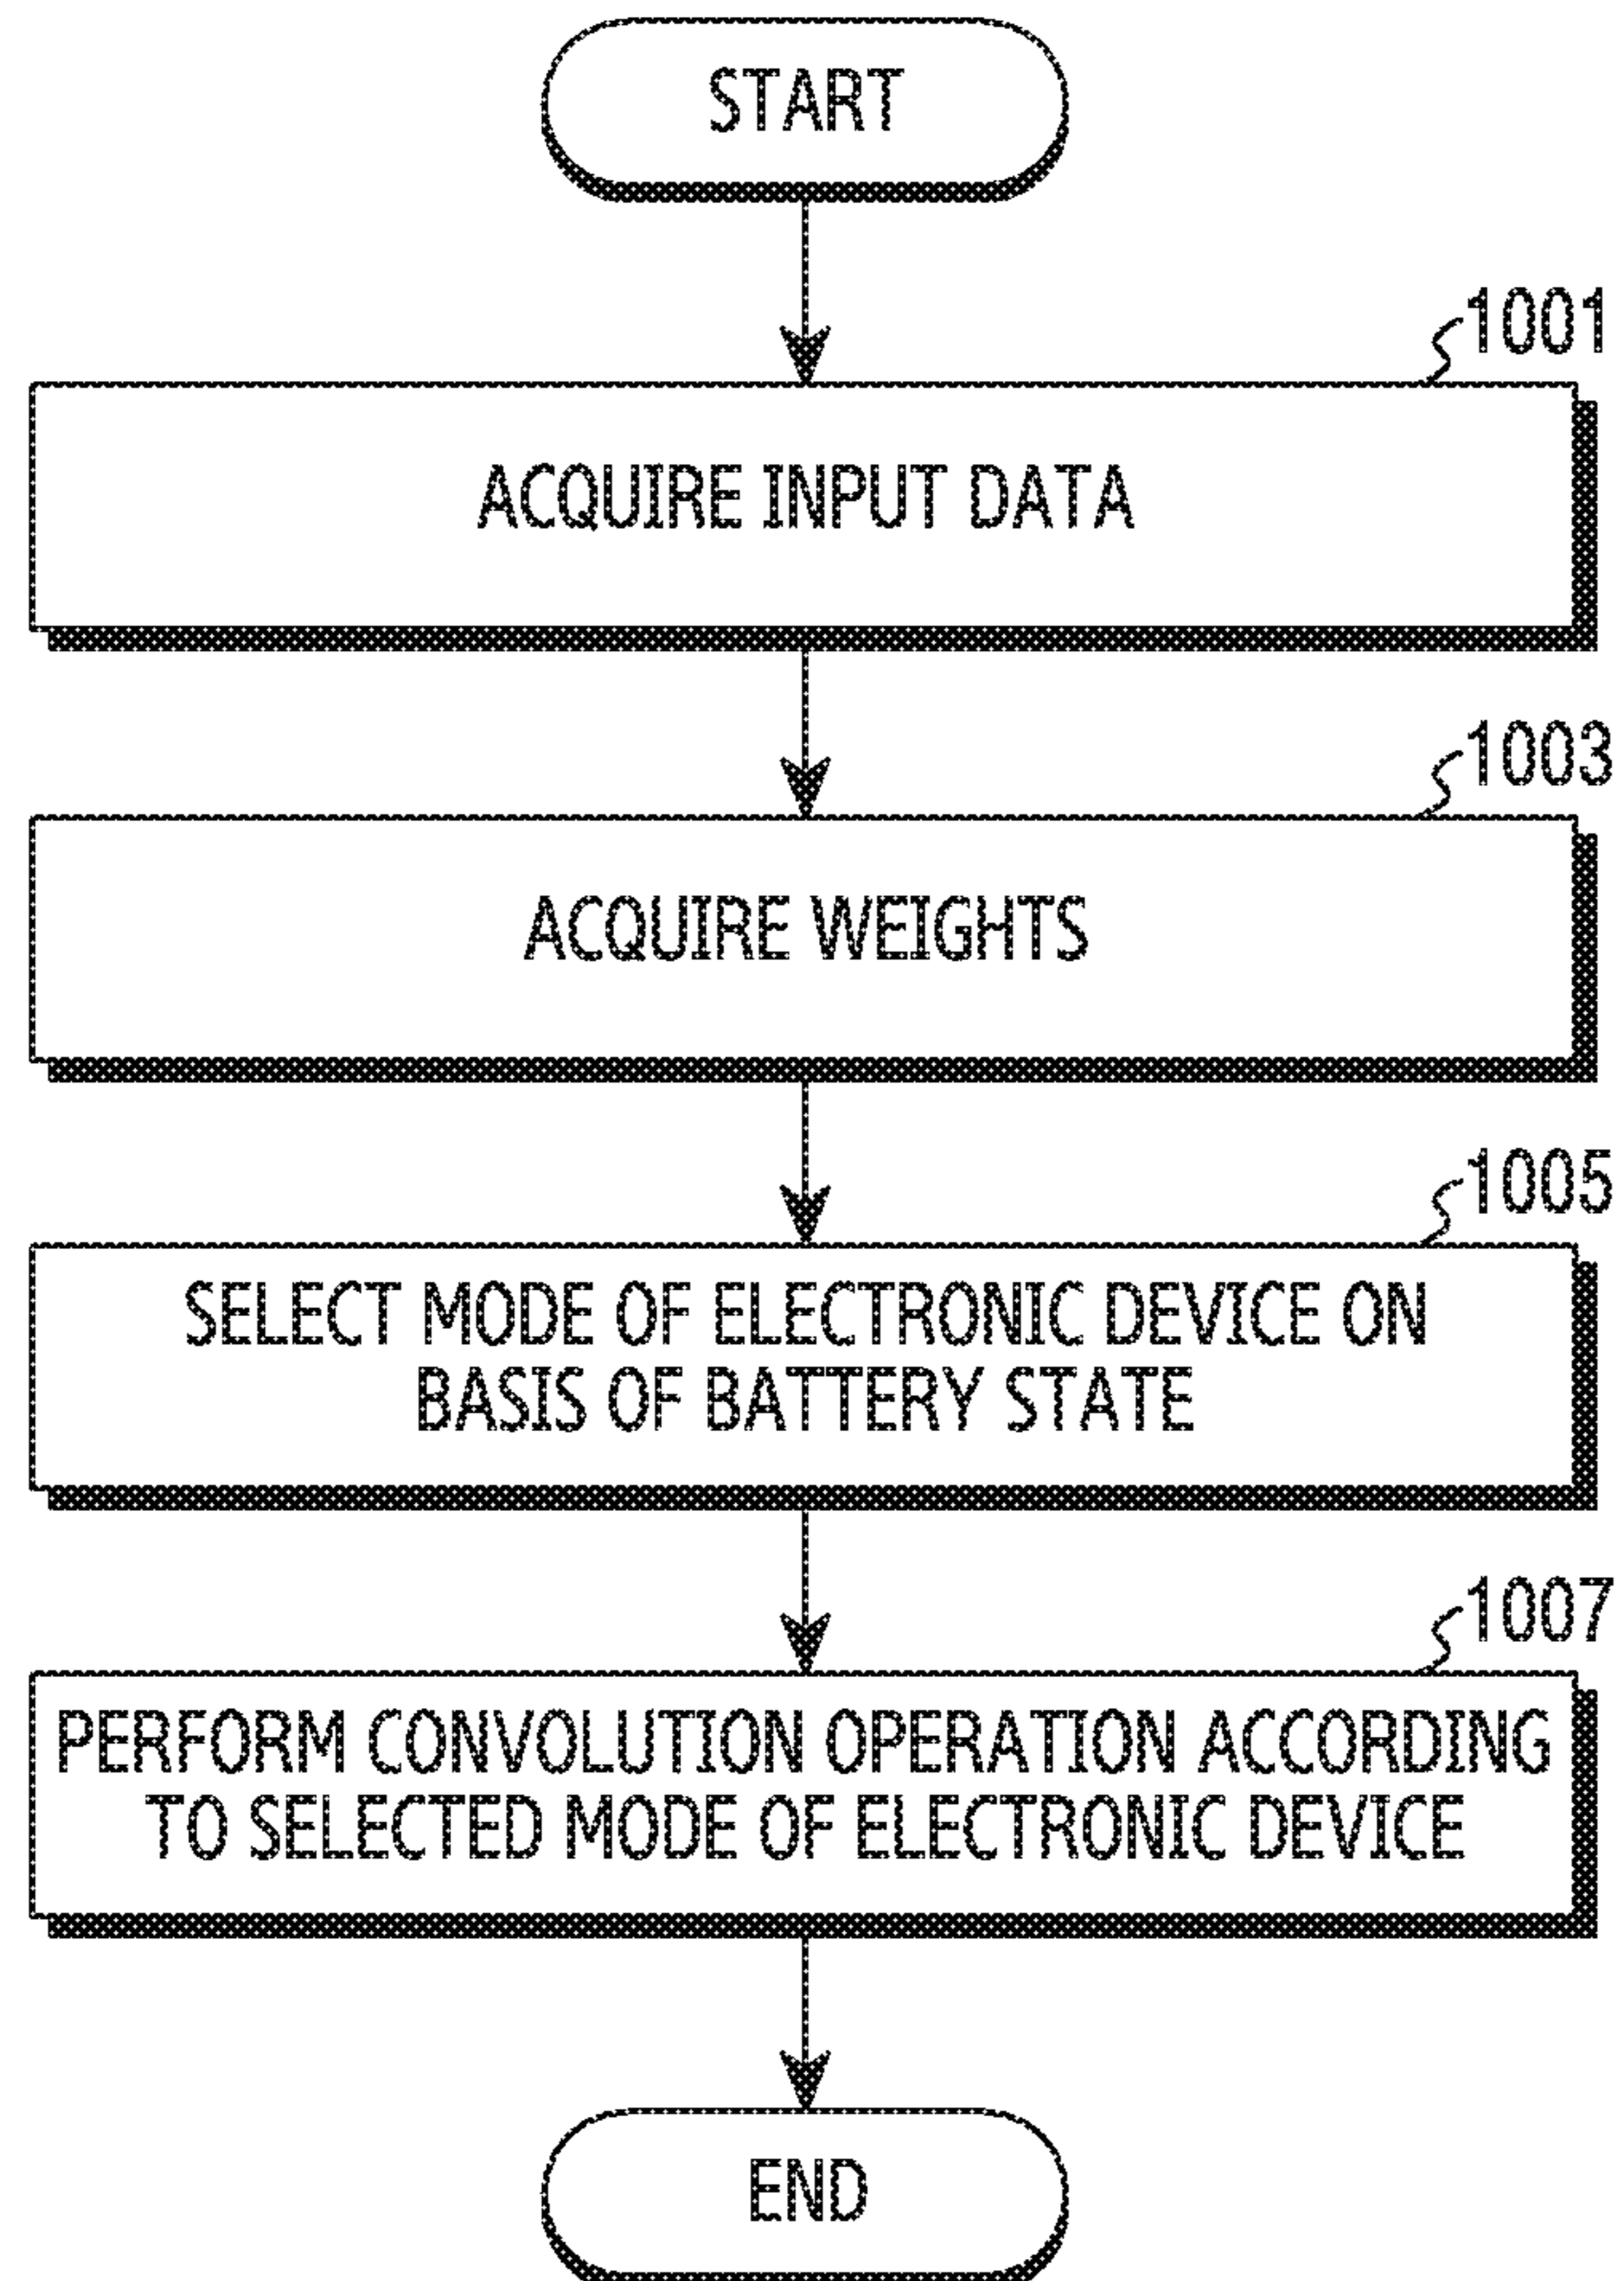 START
1001
ACQUIRE INPUT DATA
1003
ACQUIRE WEIGHTS
1005
SELECT MODE OF ELECTRONIC DEVICE ON
BASIS OF BATTERY STATE
1007
PERFORM CONVOLUTION OPERATION ACCORDING
TO SELECTED MODE OF ELECTRONIC DEVICE
END